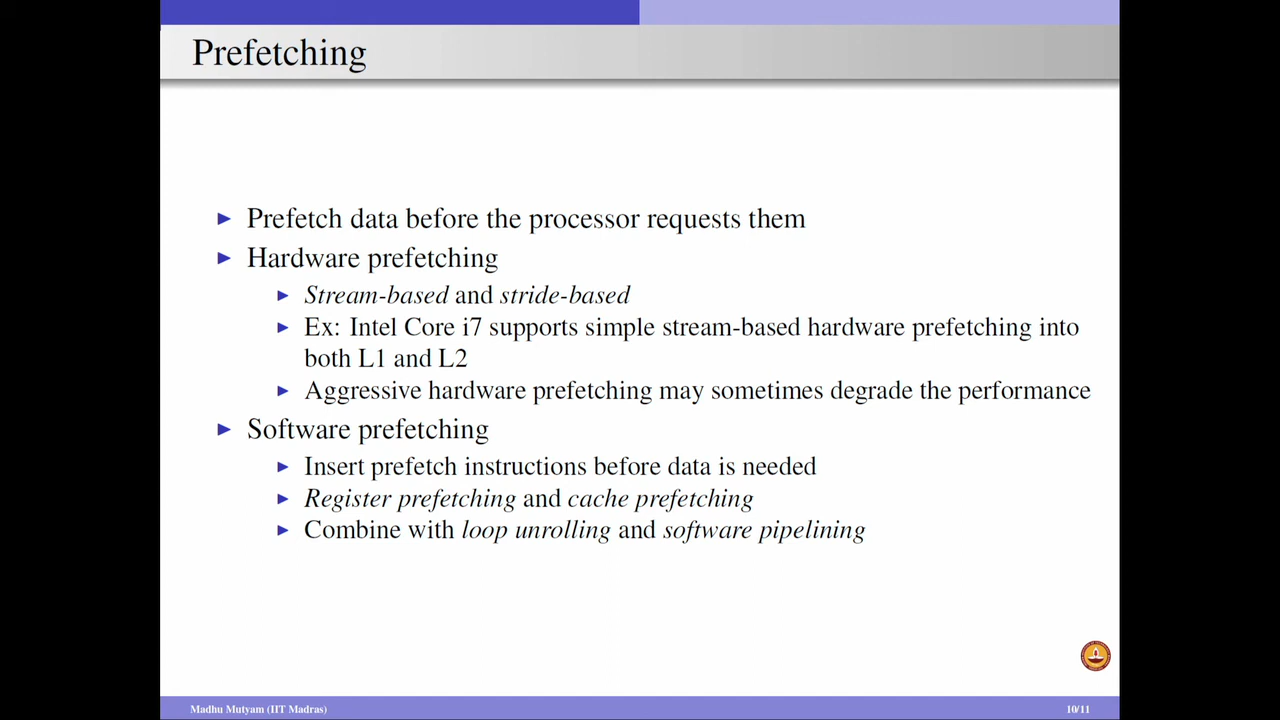 Prefetching
Prefetch data before the processor requests them
Hardware prefetching
Stream-based and stride-based
Ex: Intel Core i7 supports simple stream-based hardware prefetching into
both L1 and L2
Aggressive hardware prefetching may sometimes degrade the performance
Software prefetching
Insert prefetch instructions before data is needed
Register prefetching and cache prefetching
Combine with loop unrolling and software pipelining
Madhu Mutyam (IIT Madras)
10/11